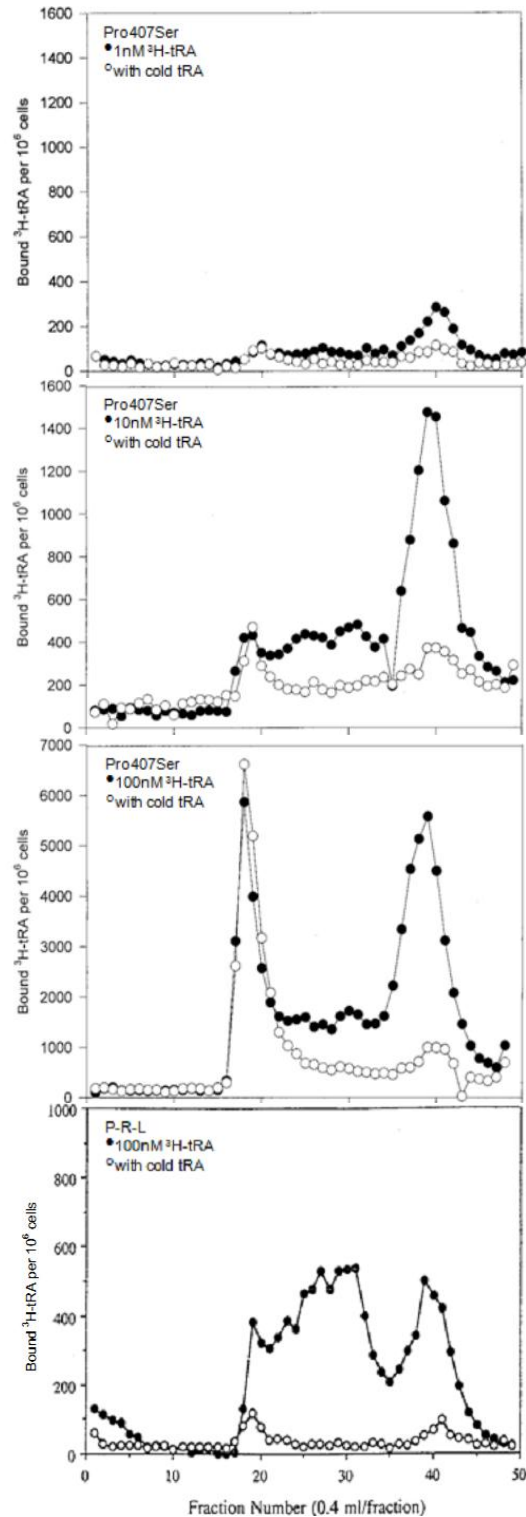 Pro407Ser
●1nM ³H-tRA
○with cold tRA
Bound ³H-tRA per 10⁶ cells
1600
1400
1200
1000
800
600
400
200
0
Pro407Ser
●10nM ³H-tRA
○with cold tRA
Bound ³H-tRA per 10⁶ cells
1600
1400
1200
1000
800
600
400
200
0
Pro407Ser
●100nM ³H-tRA
○with cold tRA
Bound ³H-tRA per 10⁶ cells
7000
6000
5000
4000
3000
2000
1000
0
P-R-L
●100nM ³H-tRA
○with cold tRA
Bound ³H-tRA per 10⁶ cells
1000
800
600
400
200
0
0 10 20 30 40 50
Fraction Number (0.4 ml/fraction)